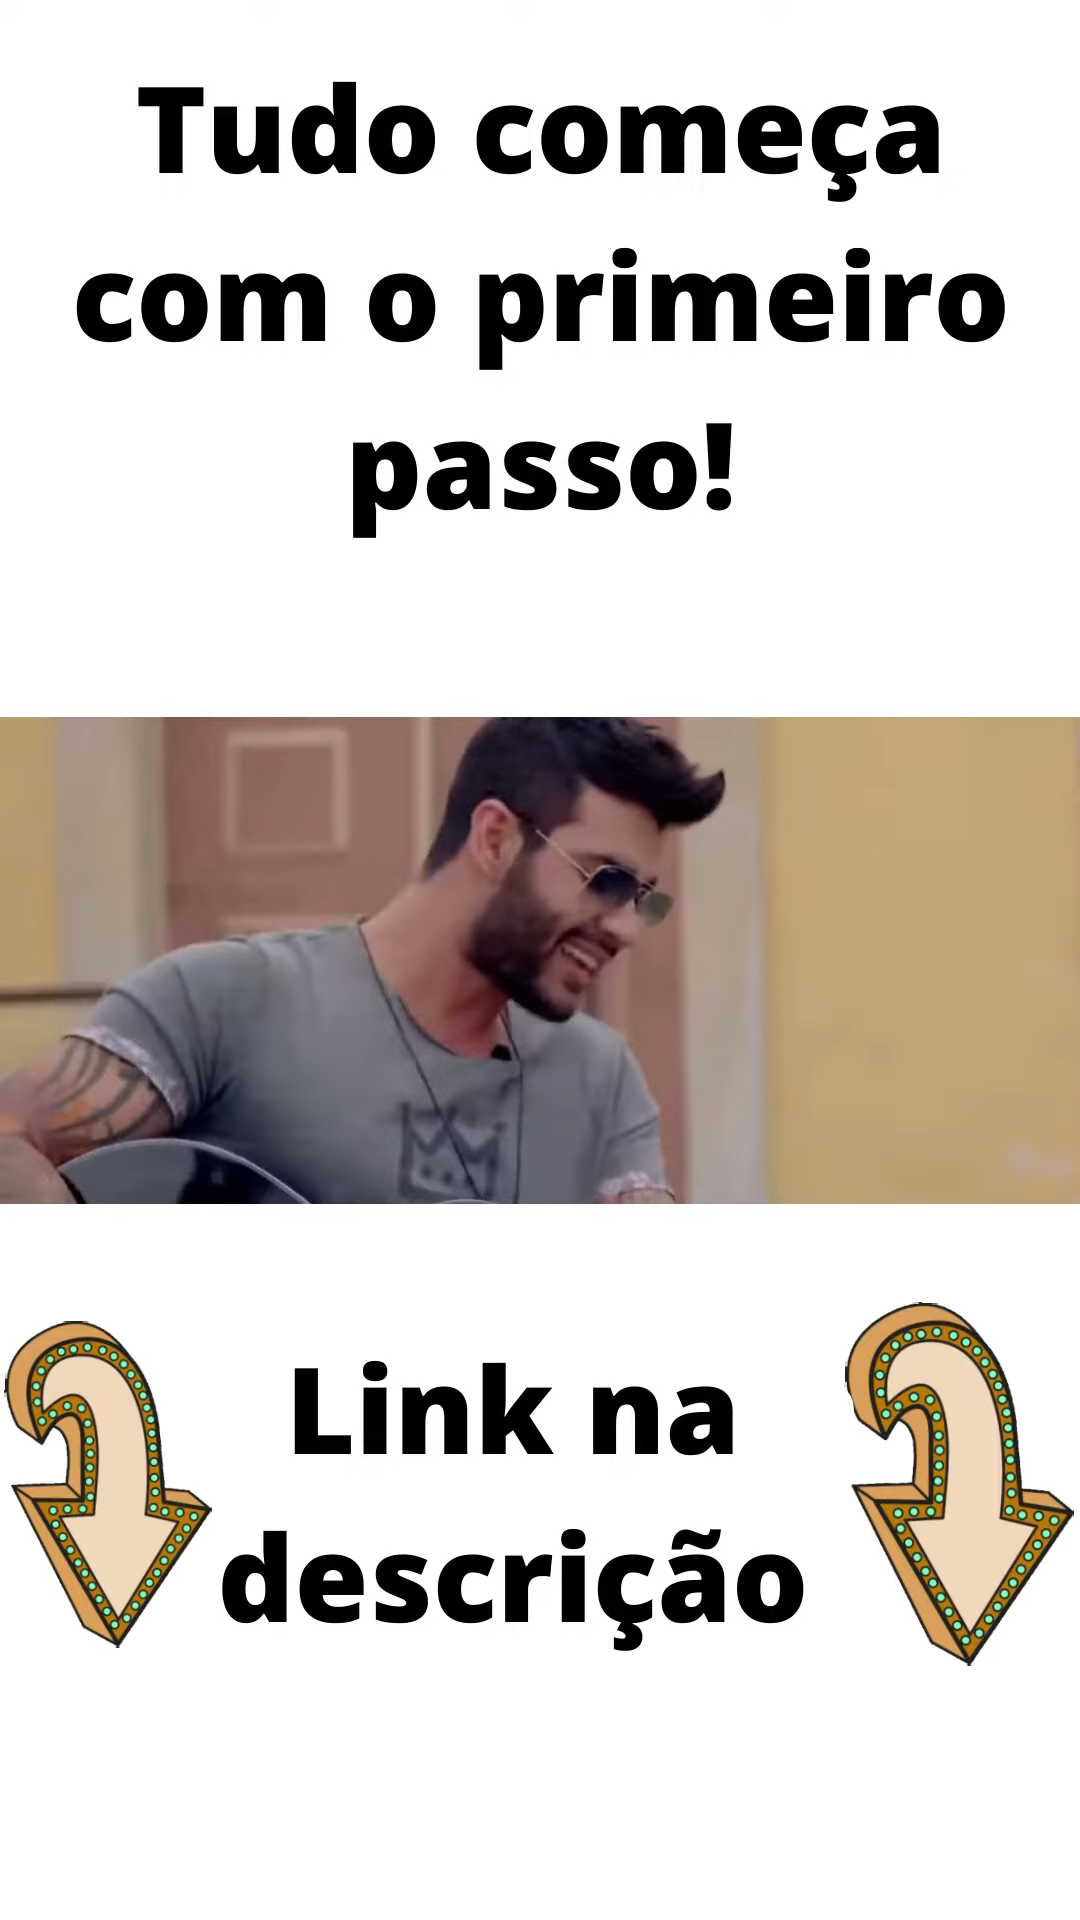 Tudo começa
com o primeiro
passo!
Link na
descrição